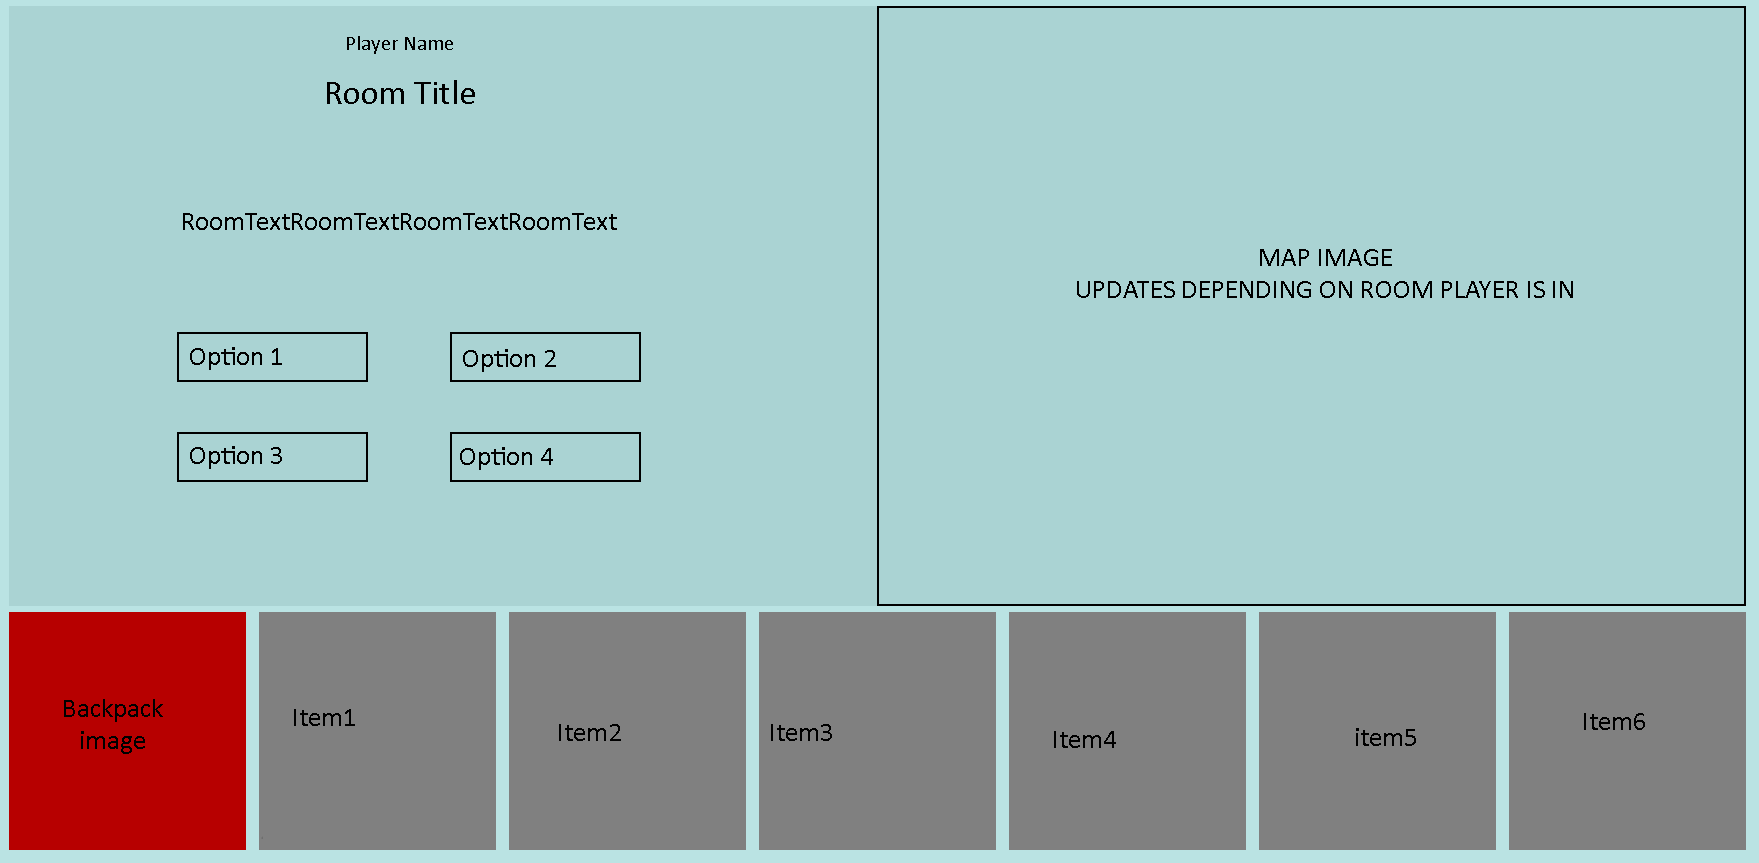 Player Name
Room Title
RoomTextRoomTextRoomTextRoomText
Option 1
Option 2
Option 3
Option 4
MAP IMAGE
UPDATES DEPENDING ON ROOM PLAYER IS IN
Backpack
image
Item1
Item2
Item3
Item4
item5
Item6